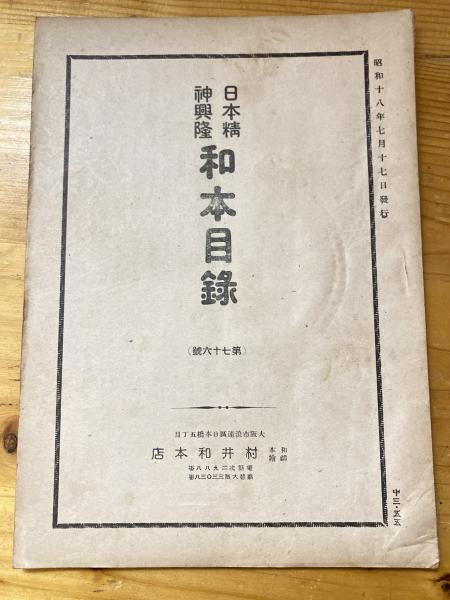 昭和十八年七月十七日發行
日本精
神興隆
和本目錄
(第七十六號)
大阪市浪速區日本橋五丁目
和本
村井和本店
中三・五五